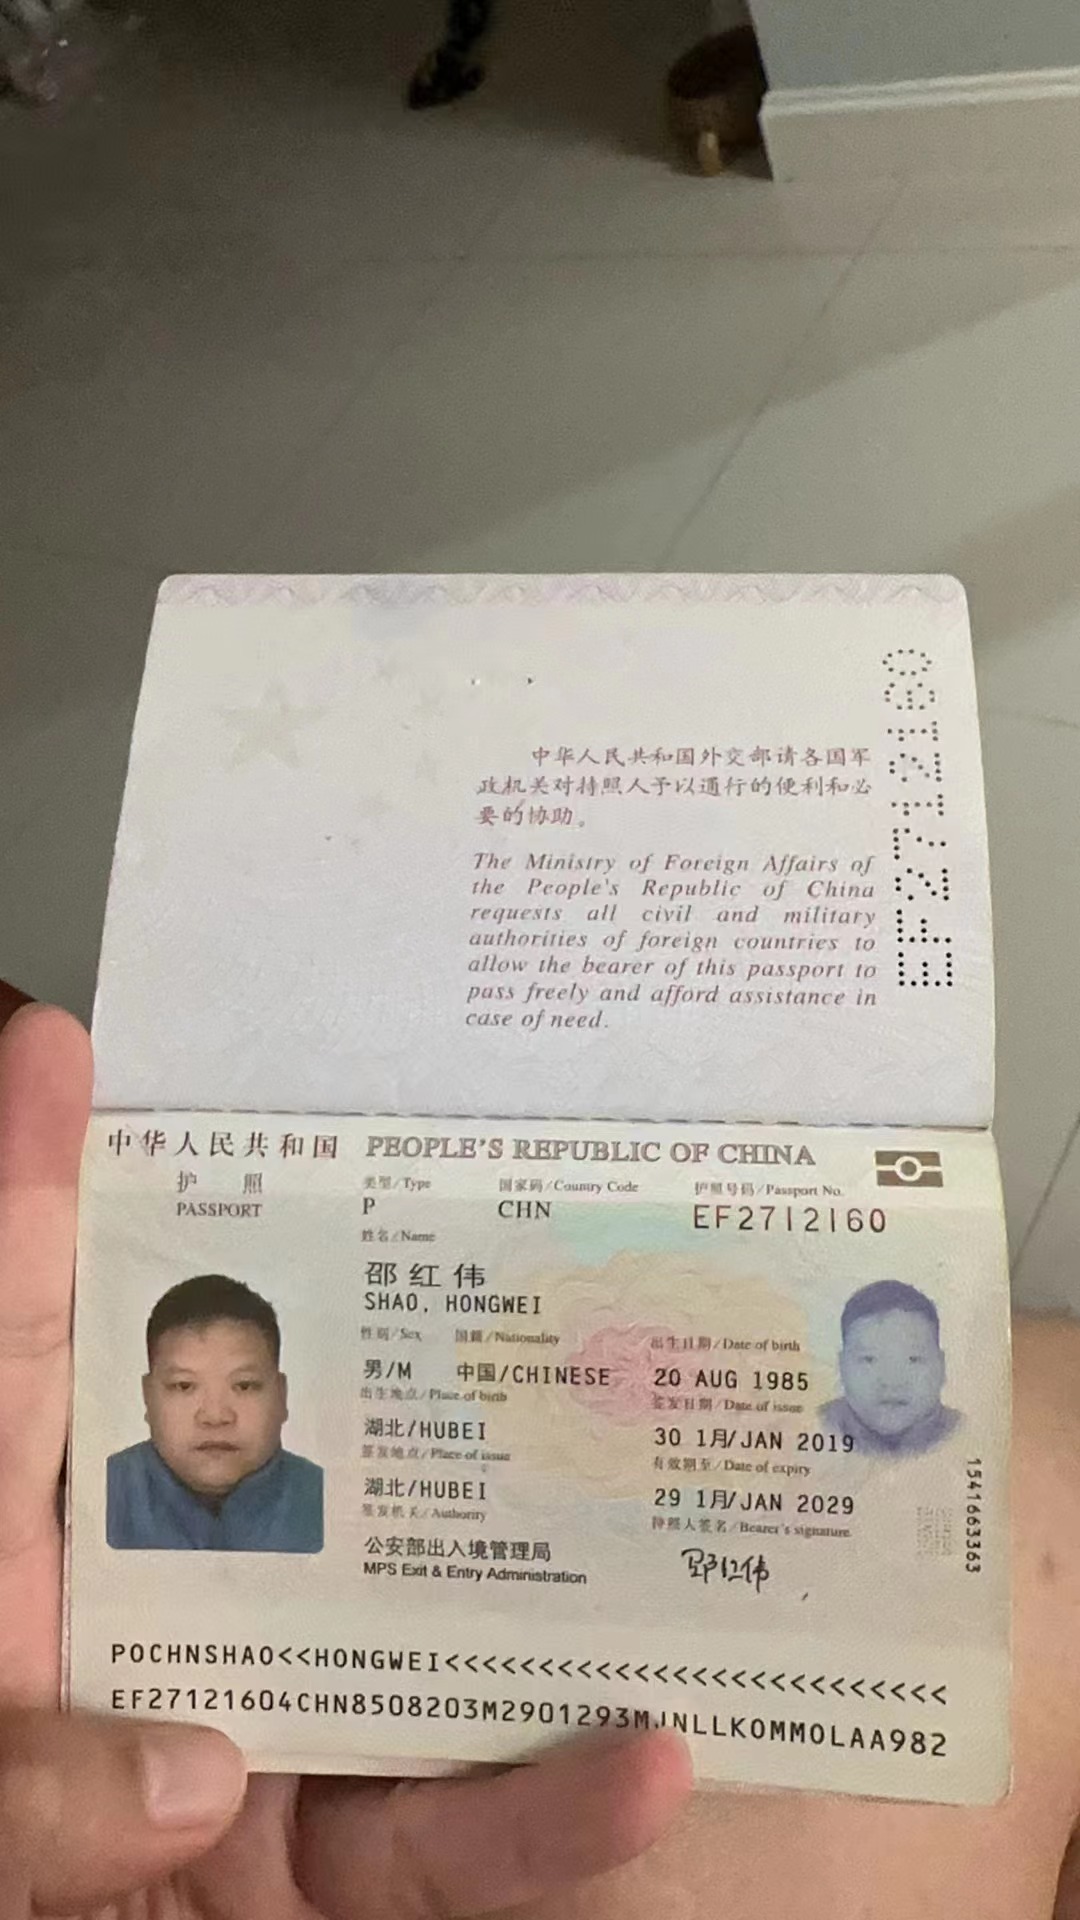 中华人民共和国外交部请各国军
政机关对持照人予以通行的便利和必
要的协助。
The Ministry of Foreign Affairs of
the People's Republic of China
requests all civil and military
authorities of foreign countries to
allow the bearer of this passport to
pass freely and afford assistance in
case of need.
EF2712160
中华人民共和国 PEOPLE'S REPUBLIC OF CHINA
护 照 类型/Type 国家码/Country Code 护照号码/Passport No.
PASSPORT P CHN EF2712160
姓名/Name
邵红伟
SHAO, HONGWEI
性别/Sex 国籍/Nationality 出生日期/Date of birth
男/M 中国/CHINESE 20 AUG 1985
出生地点/Place of birth 签发日期/Date of issue
湖北/HUBEI 30 1月/JAN 2019
签发地点/Place of issue 有效期至/Date of expiry
湖北/HUBEI 29 1月/JAN 2029
签发机关/Authority 持照人签名/Bearer's signature
公安部出入境管理局 邵红伟
MPS Exit & Entry Administration
1541663363
POCHNSHAO<<HONGWEI<<<<<<<<<<<<<<<<<<<<<<<<<<
EF27121604CHN8508203M2901293MJNLLKOMMOLAA982